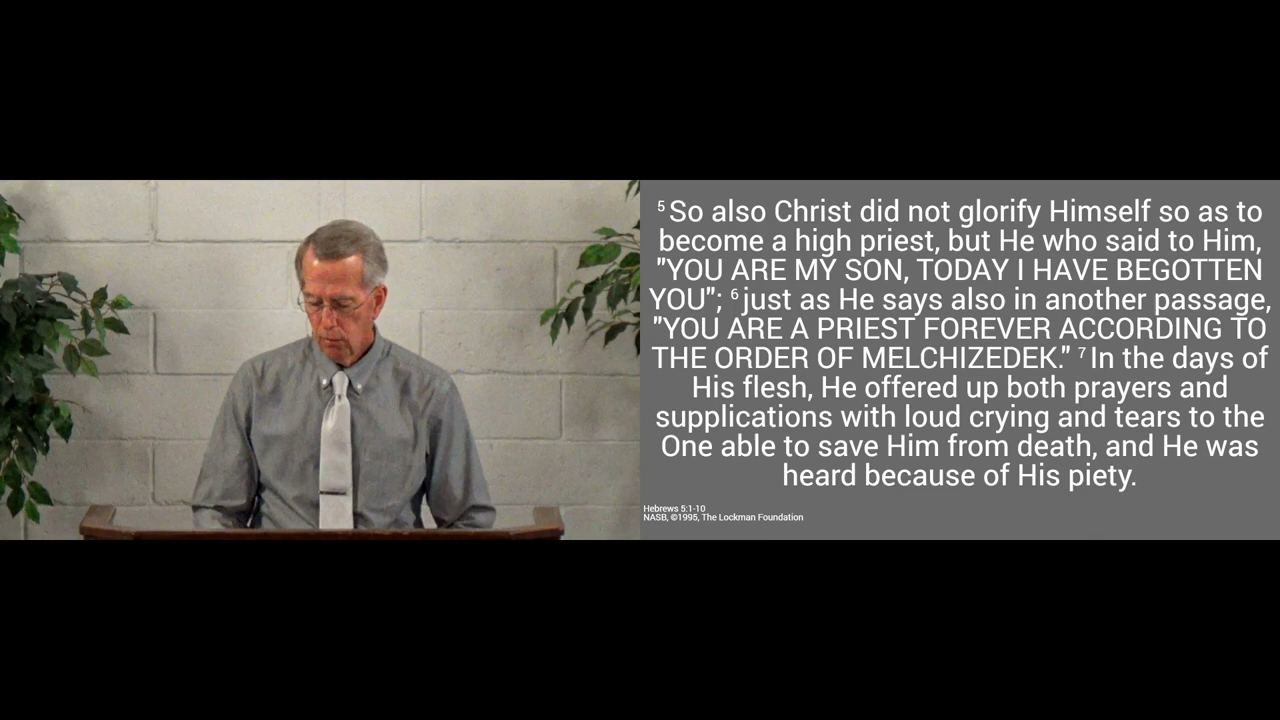 5 So also Christ did not glorify Himself so as to
become a high priest, but He who said to Him,
"YOU ARE MY SON, TODAY I HAVE BEGOTTEN
YOU"; 6 just as He says also in another passage,
"YOU ARE A PRIEST FOREVER ACCORDING TO
THE ORDER OF MELCHIZEDEK." 7 In the days of
His flesh, He offered up both prayers and
supplications with loud crying and tears to the
One able to save Him from death, and He was
heard because of His piety.
Hebrews 5:1-10
NASB, ©1995, The Lockman Foundation